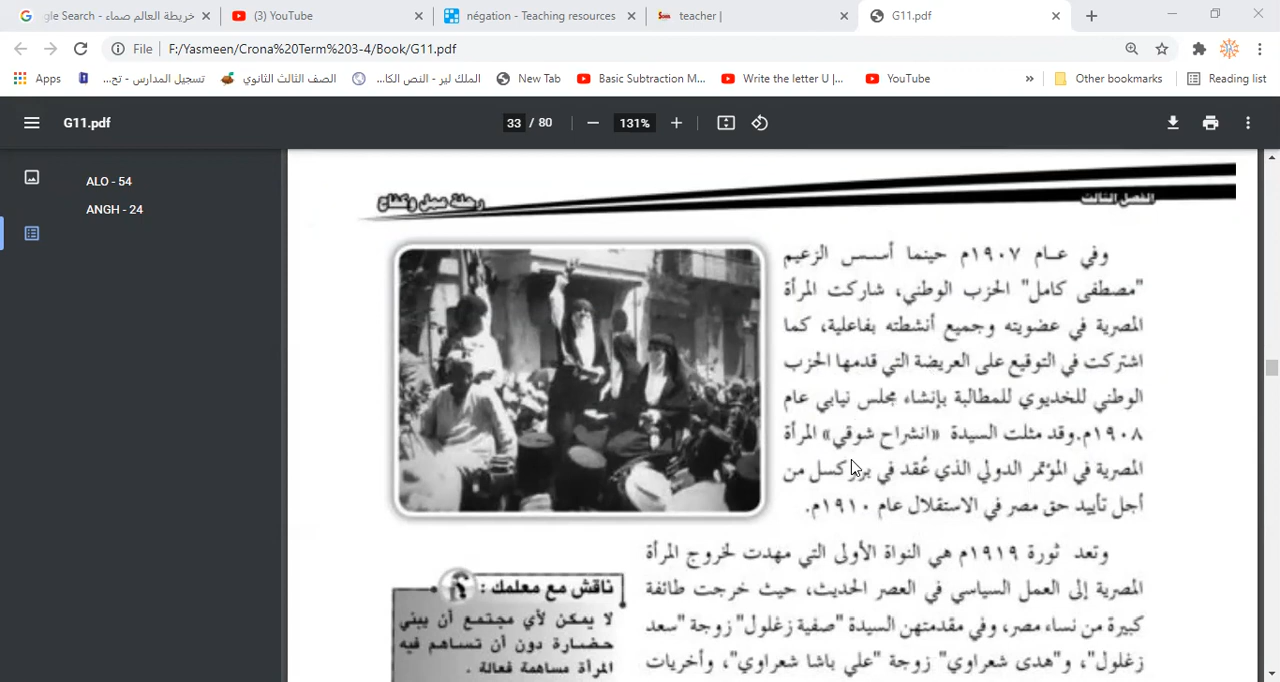 gle Search - خريطة العالم صماء
(3) YouTube
négation - Teaching resources
teacher |
G11.pdf
File | F:/Yasmeen/Crona%20Term%203-4/Book/G11.pdf
Apps
تسجيل المدارس - تج...
الصف الثالث الثانوي
الملك لير - النص الكا...
New Tab
Basic Subtraction M...
Write the letter U |...
YouTube
»
Other bookmarks
Reading list
G11.pdf
33 / 80
131%
ALO - 54
ANGH - 24
الفصل الثالث
رحلة عمل وكفاح
وفي عـام ١٩٠٧م حينما أسـس الزعيم
"مصطفى كامل" الحزب الوطني، شاركت المرأة
المصرية في عضويته وجميع أنشطته بفاعلية، كما
اشتركت في التوقيع على العريضة التي قدمها الحزب
الوطني للخديوي للمطالبة بإنشاء مجلس نيابي عام
١٩٠٨م.وقد مثلت السيدة «انشراح شوقي» المرأة
المصرية في المؤتمر الدولي الذي عُقد في بروكسل من
أجل تأييد حق مصر في الاستقلال عام ١٩١٠م.
وتعد ثورة ١٩١٩م هي النواة الأولى التي مهدت لخروج المرأة
المصرية إلى العمل السياسي في العصر الحديث، حيث خرجت طائفة
كبيرة من نساء مصر، وفي مقدمتهن السيدة "صفية زغلول" زوجة "سعد
زغلول"، و"هدى شعراوي" زوجة "علي باشا شعراوي"، وأخريات
ناقش مع معلمك :
لا يمكن لأي مجتمع أن يبني
حضارة دون أن تساهم فيه
المرأة مساهمة فعالة .